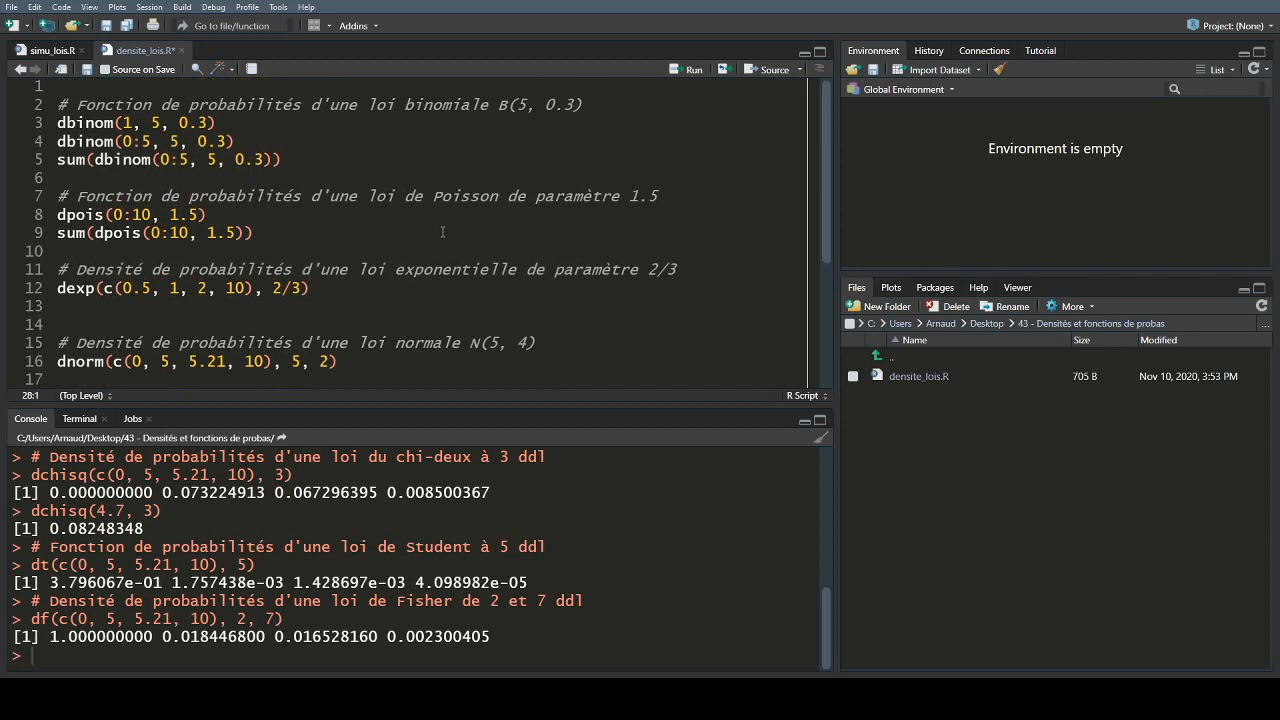 File Edit Code View Plots Session Build Debug Profile Tools Help
Go to file/function Addins Project: (None)
simu_lois.R densite_lois.R*
Source on Save Run Source
1
2 # Fonction de probabilités d'une loi binomiale B(5, 0.3)
3 dbinom(1, 5, 0.3)
4 dbinom(0:5, 5, 0.3)
5 sum(dbinom(0:5, 5, 0.3))
6
7 # Fonction de probabilités d'une loi de Poisson de paramètre 1.5
8 dpois(0:10, 1.5)
9 sum(dpois(0:10, 1.5))
10
11 # Densité de probabilités d'une loi exponentielle de paramètre 2/3
12 dexp(c(0.5, 1, 2, 10), 2/3)
13
14
15 # Densité de probabilités d'une loi normale N(5, 4)
16 dnorm(c(0, 5, 5.21, 10), 5, 2)
17
28:1 (Top Level) R Script
Console Terminal Jobs
C:/Users/Arnaud/Desktop/43 - Densités et fonctions de probas/
> # Densité de probabilités d'une loi du chi-deux à 3 ddl
> dchisq(c(0, 5, 5.21, 10), 3)
[1] 0.000000000 0.073224913 0.067296395 0.008500367
> dchisq(4.7, 3)
[1] 0.08248348
> # Fonction de probabilités d'une loi de Student à 5 ddl
> dt(c(0, 5, 5.21, 10), 5)
[1] 3.796067e-01 1.757438e-03 1.428697e-03 4.098982e-05
> # Densité de probabilités d'une loi de Fisher de 2 et 7 ddl
> df(c(0, 5, 5.21, 10), 2, 7)
[1] 1.000000000 0.018446800 0.016528160 0.002300405
>
Environment History Connections Tutorial
Import Dataset List
Global Environment
Environment is empty
Files Plots Packages Help Viewer
New Folder Delete Rename More
C: Users Arnaud Desktop 43 - Densités et fonctions de probas ...
Name Size Modified
..
densite_lois.R 705 B Nov 10, 2020, 3:53 PM